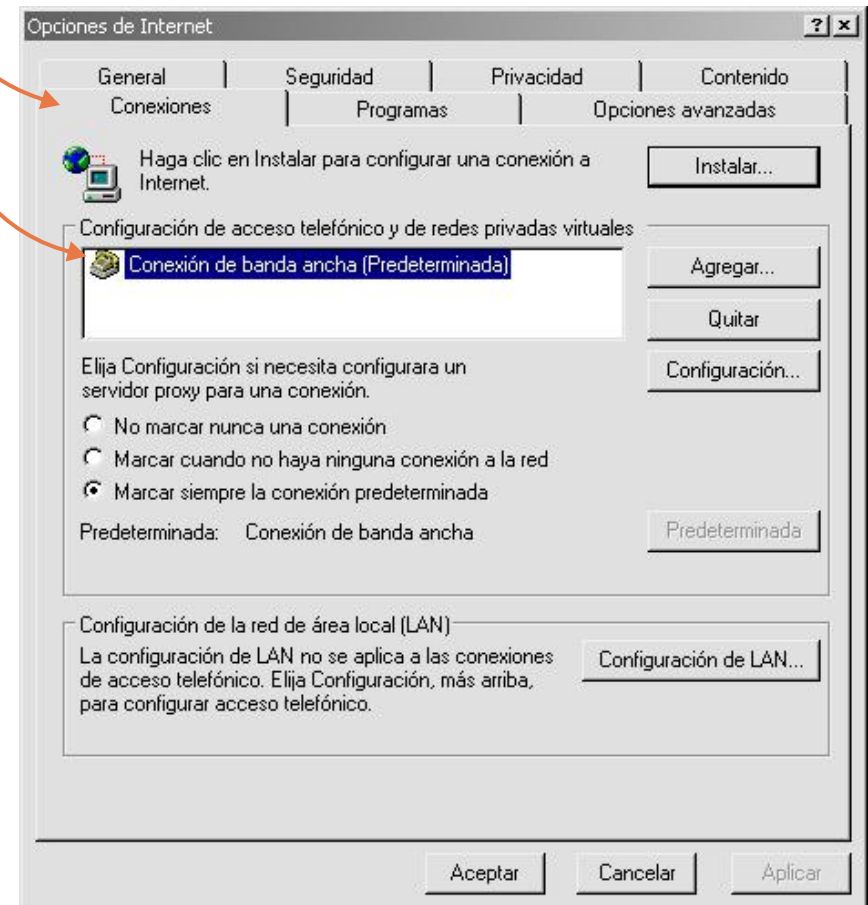 Opciones de Internet
General Seguridad Privacidad Contenido
Conexiones Programas Opciones avanzadas
Haga clic en Instalar para configurar una conexión a
Internet.
Instalar...
Configuración de acceso telefónico y de redes privadas virtuales
Conexión de banda ancha (Predeterminada)
Agregar...
Quitar
Elija Configuración si necesita configurara un
servidor proxy para una conexión.
Configuración...
No marcar nunca una conexión
Marcar cuando no haya ninguna conexión a la red
Marcar siempre la conexión predeterminada
Predeterminada: Conexión de banda ancha
Predeterminada
Configuración de la red de área local (LAN)
La configuración de LAN no se aplica a las conexiones
de acceso telefónico. Elija Configuración, más arriba,
para configurar acceso telefónico.
Configuración de LAN...
Aceptar Cancelar Aplicar